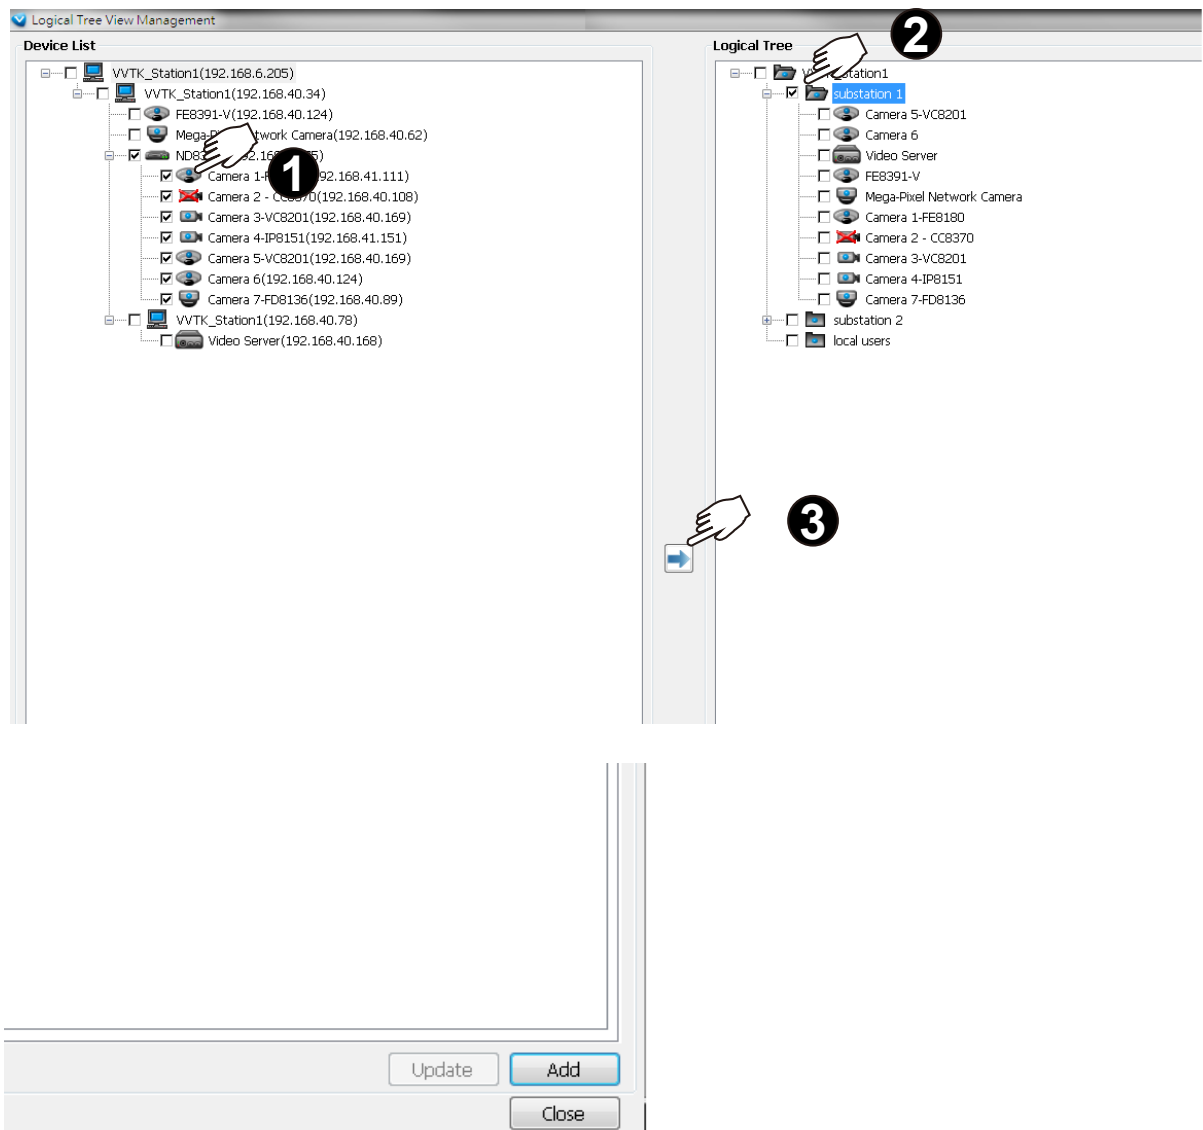 Logical Tree View Management
Device List
VVTK_Station1(192.168.6.205)
VVTK_Station1(192.168.40.34)
FE8391-V(192.168.40.124)
Camera(192.168.40.62)
Camera 1-
92.168.41.111)
Camera 2 - CC8370(192.168.40.108)
Camera 3-VC8201(192.168.40.169)
Camera 4-IP8151(192.168.41.151)
Camera 5-VC8201(192.168.40.169)
Camera 6(192.168.40.124)
Camera 7-FD8136(192.168.40.89)
VVTK_Station1(192.168.40.78)
Video Server(192.168.40.168)
1
2
Logical Tree
substation 1
Camera 5-VC8201
Camera 6
Video Server
FE8391-V
Mega-Pixel Network Camera
Camera 1-FE8180
Camera 2 - CC8370
Camera 3-VC8201
Camera 4-IP8151
Camera 7-FD8136
substation 2
local users
3
Update
Add
Close